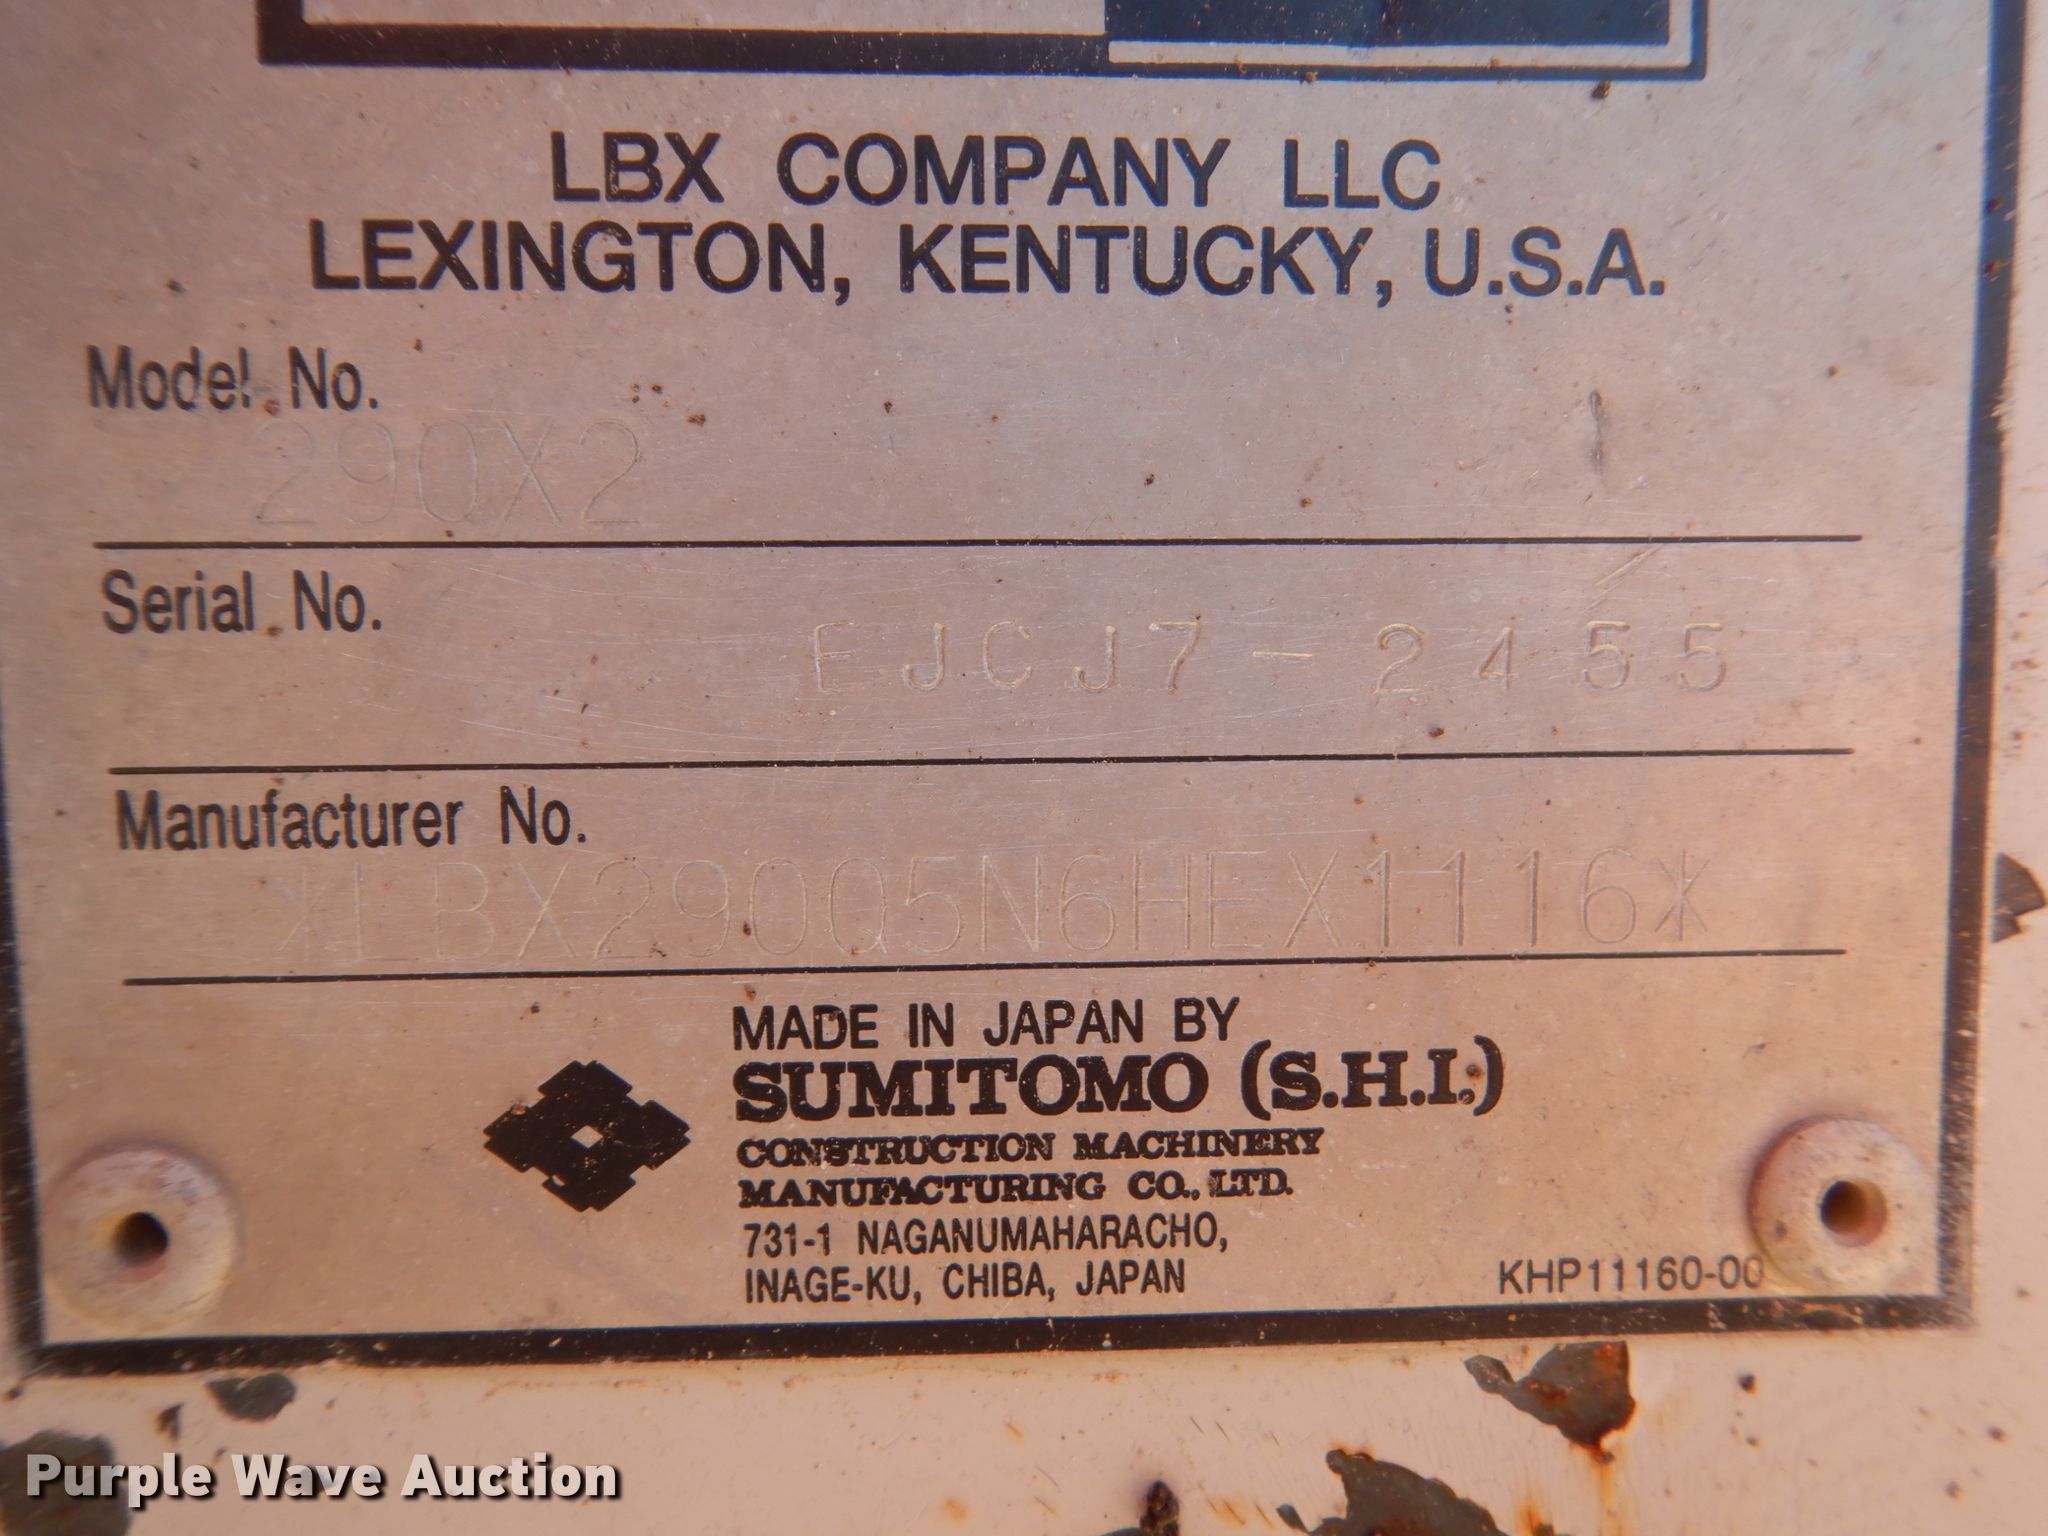 LBX COMPANY LLC
LEXINGTON, KENTUCKY, U.S.A.
Model No.
290X2
Serial No.
EJCJ7-2455
Manufacturer No.
*LBX290Q5N6HEX1116*
MADE IN JAPAN BY
SUMITOMO (S.H.I.)
CONSTRUCTION MACHINERY
MANUFACTURING CO., LTD.
731-1 NAGANUMAHARACHO,
INAGE-KU, CHIBA, JAPAN
KHP11160-00
Purple Wave Auction